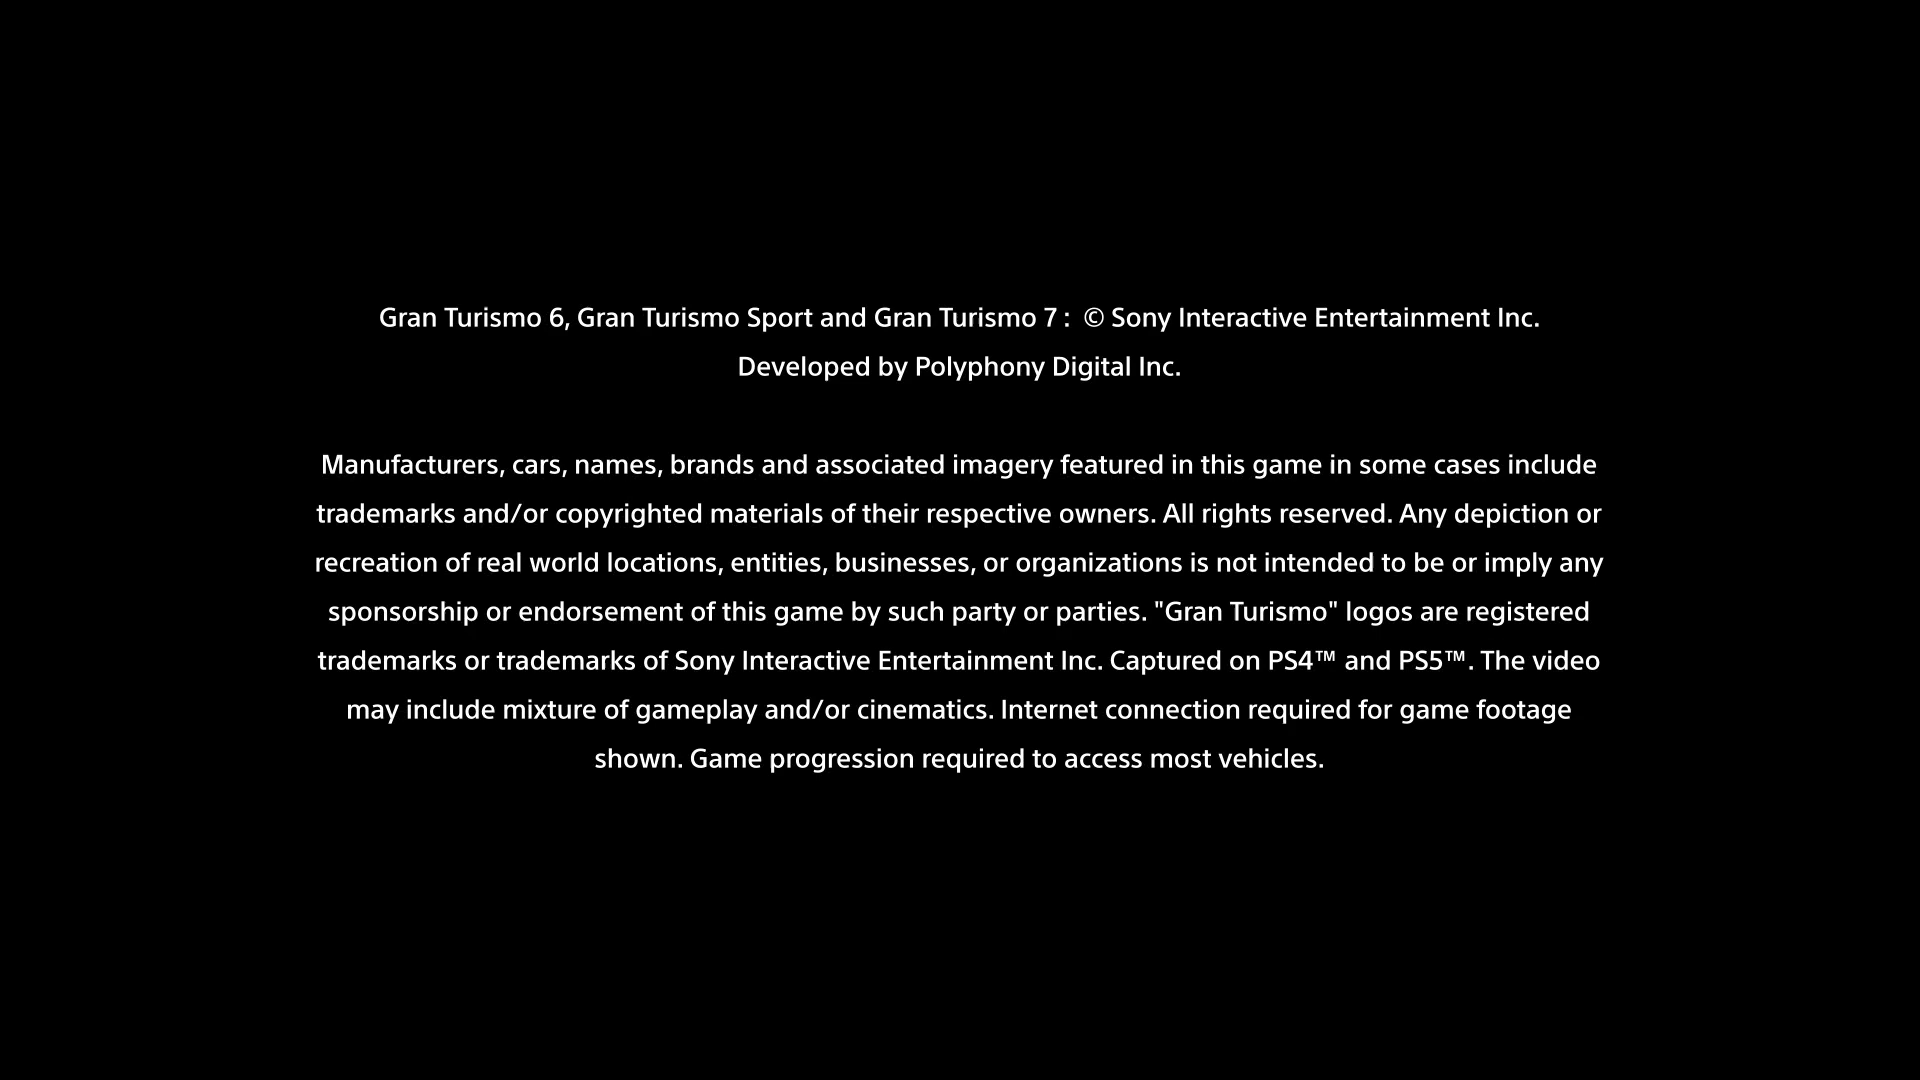 Gran Turismo 6, Gran Turismo Sport and Gran Turismo 7 : © Sony Interactive Entertainment Inc.
Developed by Polyphony Digital Inc.
Manufacturers, cars, names, brands and associated imagery featured in this game in some cases include
trademarks and/or copyrighted materials of their respective owners. All rights reserved. Any depiction or
recreation of real world locations, entities, businesses, or organizations is not intended to be or imply any
sponsorship or endorsement of this game by such party or parties. "Gran Turismo" logos are registered
trademarks or trademarks of Sony Interactive Entertainment Inc. Captured on PS4™ and PS5™. The video
may include mixture of gameplay and/or cinematics. Internet connection required for game footage
shown. Game progression required to access most vehicles.